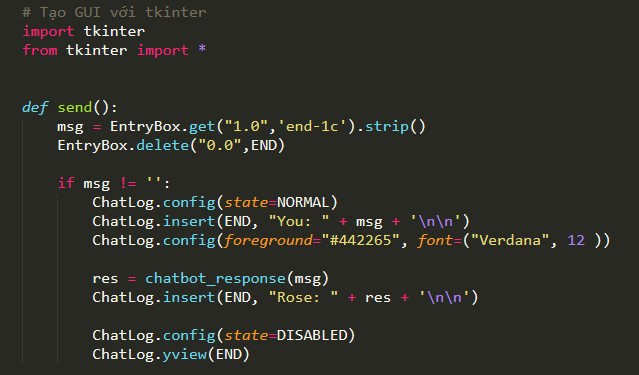 # Tạo GUI với tkinter
import tkinter
from tkinter import *
def send():
msg = EntryBox.get("1.0",'end-1c').strip()
EntryBox.delete("0.0",END)
if msg != '':
ChatLog.config(state=NORMAL)
ChatLog.insert(END, "You: " + msg + '\n\n')
ChatLog.config(foreground="#442265", font=("Verdana", 12 ))
res = chatbot_response(msg)
ChatLog.insert(END, "Rose: " + res + '\n\n')
ChatLog.config(state=DISABLED)
ChatLog.yview(END)